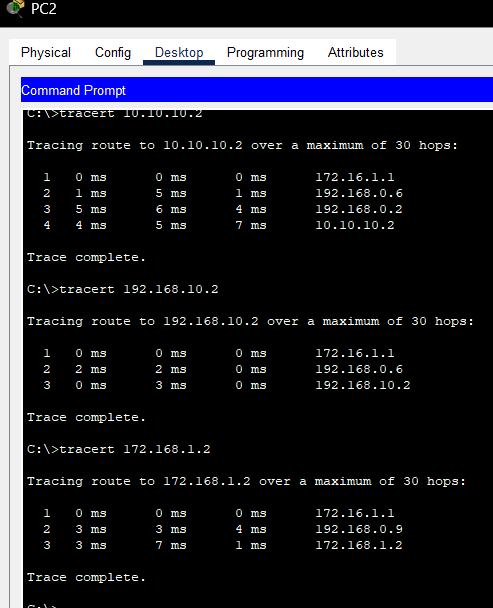 PC2
Physical Config Desktop Programming Attributes
Command Prompt
C:\>tracert 10.10.10.2
Tracing route to 10.10.10.2 over a maximum of 30 hops:
1 0 ms 0 ms 0 ms 172.16.1.1
2 1 ms 5 ms 1 ms 192.168.0.6
3 5 ms 6 ms 4 ms 192.168.0.2
4 4 ms 5 ms 7 ms 10.10.10.2
Trace complete.
C:\>tracert 192.168.10.2
Tracing route to 192.168.10.2 over a maximum of 30 hops:
1 0 ms 0 ms 0 ms 172.16.1.1
2 2 ms 2 ms 0 ms 192.168.0.6
3 0 ms 3 ms 0 ms 192.168.10.2
Trace complete.
C:\>tracert 172.168.1.2
Tracing route to 172.168.1.2 over a maximum of 30 hops:
1 0 ms 0 ms 0 ms 172.16.1.1
2 3 ms 3 ms 4 ms 192.168.0.9
3 3 ms 7 ms 1 ms 172.168.1.2
Trace complete.
C:\>